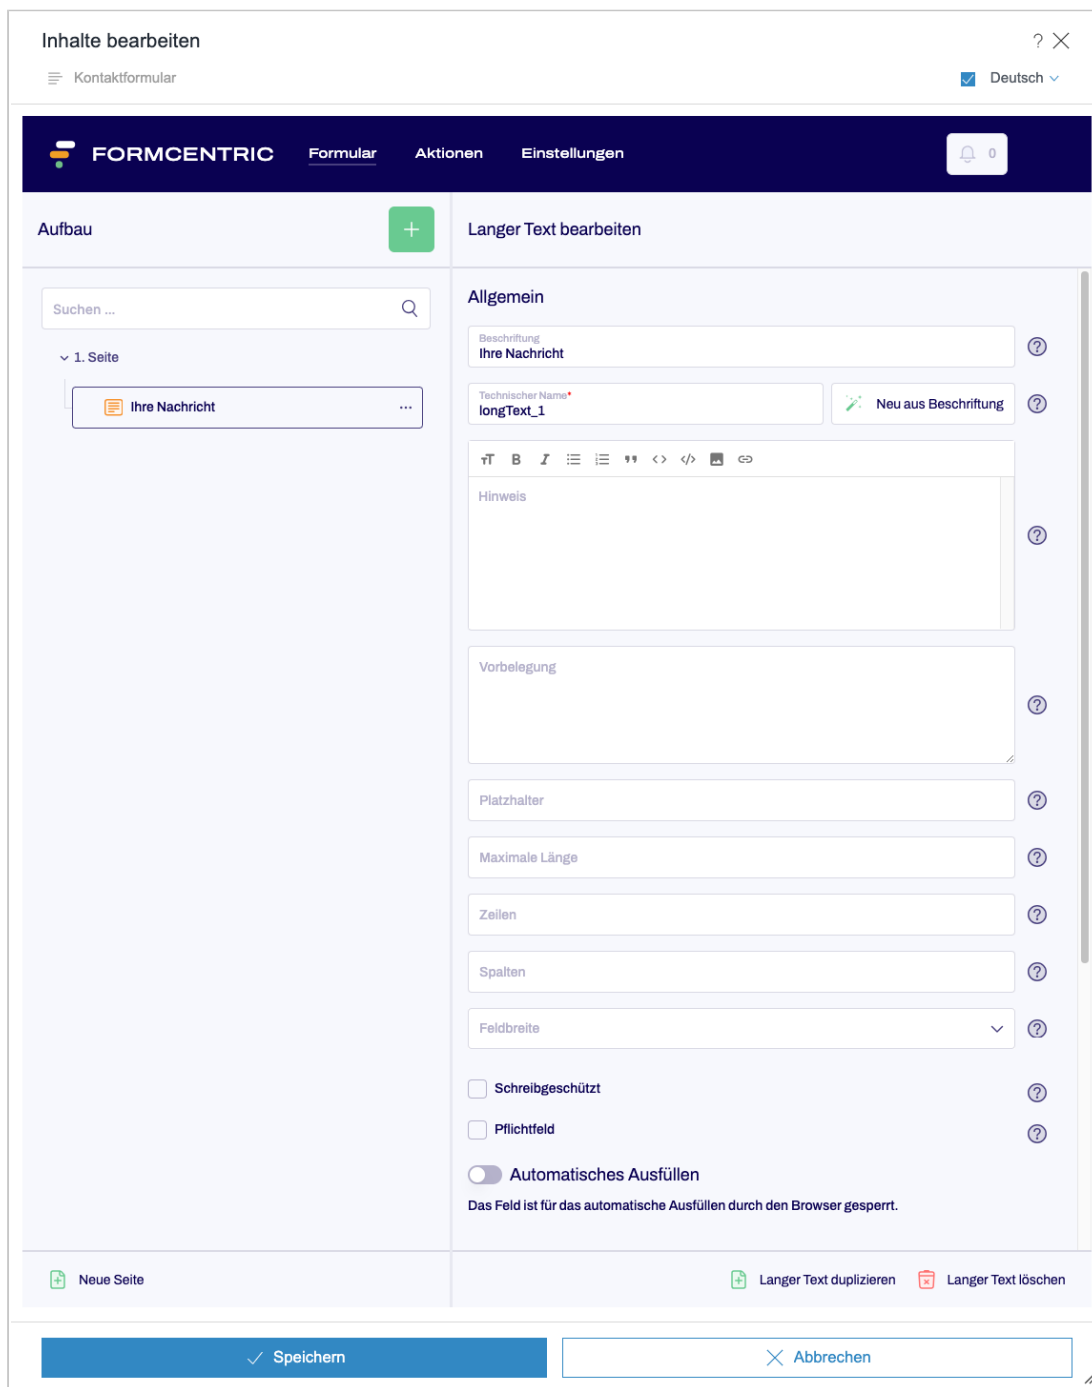 Inhalte bearbeiten
?
Kontaktformular
Deutsch
FORMCENTRIC
Formular
Aktionen
Einstellungen
0
Aufbau
Langer Text bearbeiten
Suchen ...
1. Seite
Ihre Nachricht
Allgemein
Beschriftung
Ihre Nachricht
Technischer Name*
longText_1
Neu aus Beschriftung
Hinweis
Vorbelegung
Platzhalter
Maximale Länge
Zeilen
Spalten
Feldbreite
Schreibgeschützt
Pflichtfeld
Automatisches Ausfüllen
Das Feld ist für das automatische Ausfüllen durch den Browser gesperrt.
Neue Seite
Langer Text duplizieren
Langer Text löschen
Speichern
Abbrechen